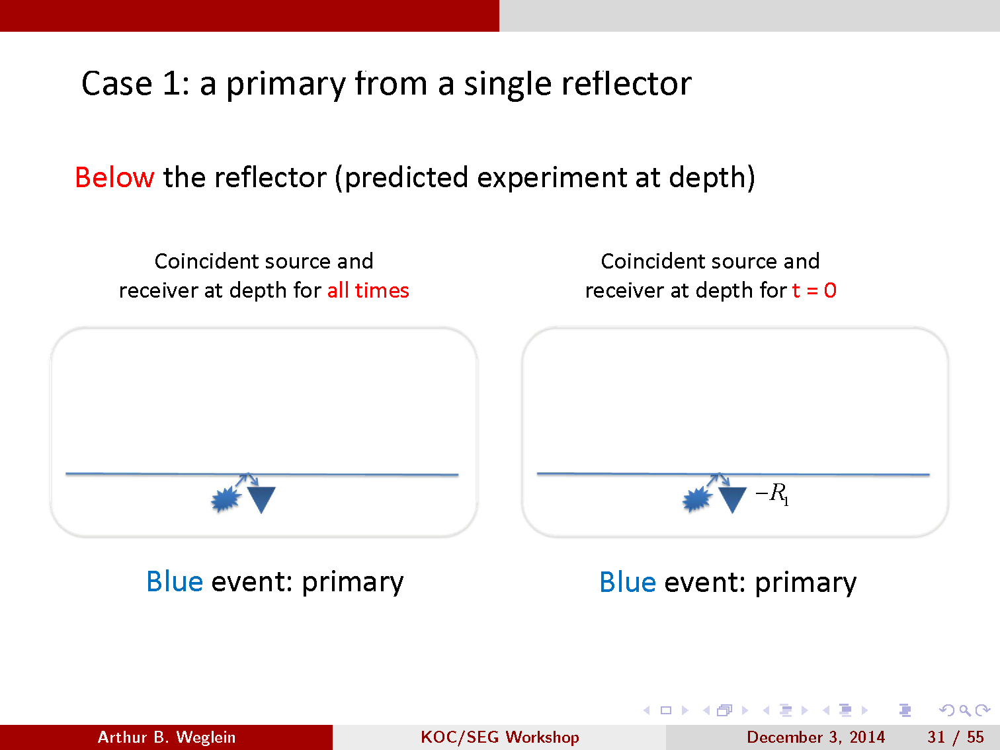 Case 1: a primary from a single reflector
Below the reflector (predicted experiment at depth)
Coincident source and
receiver at depth for all times
Coincident source and
receiver at depth for t = 0
−R₁
Blue event: primary
Blue event: primary
Arthur B. Weglein KOC/SEG Workshop December 3, 2014 31 / 55